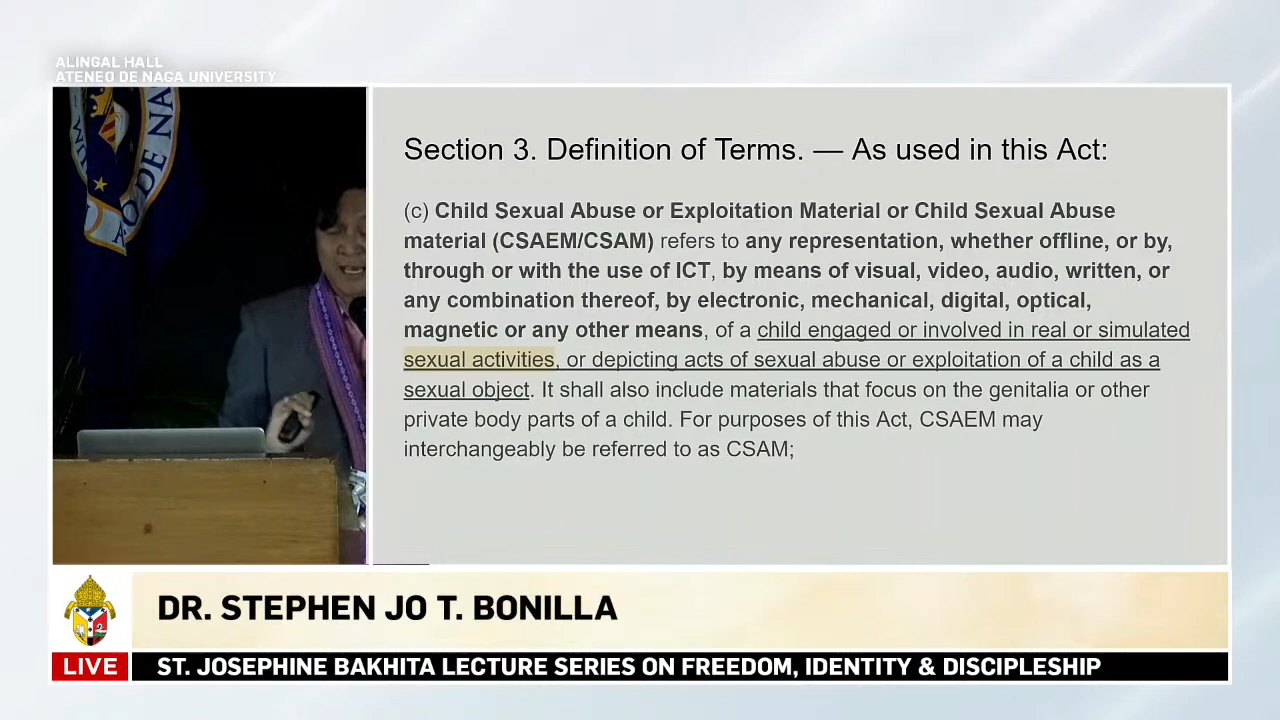 ALINGAL HALL
ATENEO DE NAGA UNIVERSITY
Section 3. Definition of Terms. — As used in this Act:
(c) Child Sexual Abuse or Exploitation Material or Child Sexual Abuse
material (CSAEM/CSAM) refers to any representation, whether offline, or by,
through or with the use of ICT, by means of visual, video, audio, written, or
any combination thereof, by electronic, mechanical, digital, optical,
magnetic or any other means, of a child engaged or involved in real or simulated
sexual activities, or depicting acts of sexual abuse or exploitation of a child as a
sexual object. It shall also include materials that focus on the genitalia or other
private body parts of a child. For purposes of this Act, CSAEM may
interchangeably be referred to as CSAM;
DR. STEPHEN JO T. BONILLA
LIVE
ST. JOSEPHINE BAKHITA LECTURE SERIES ON FREEDOM, IDENTITY & DISCIPLESHIP